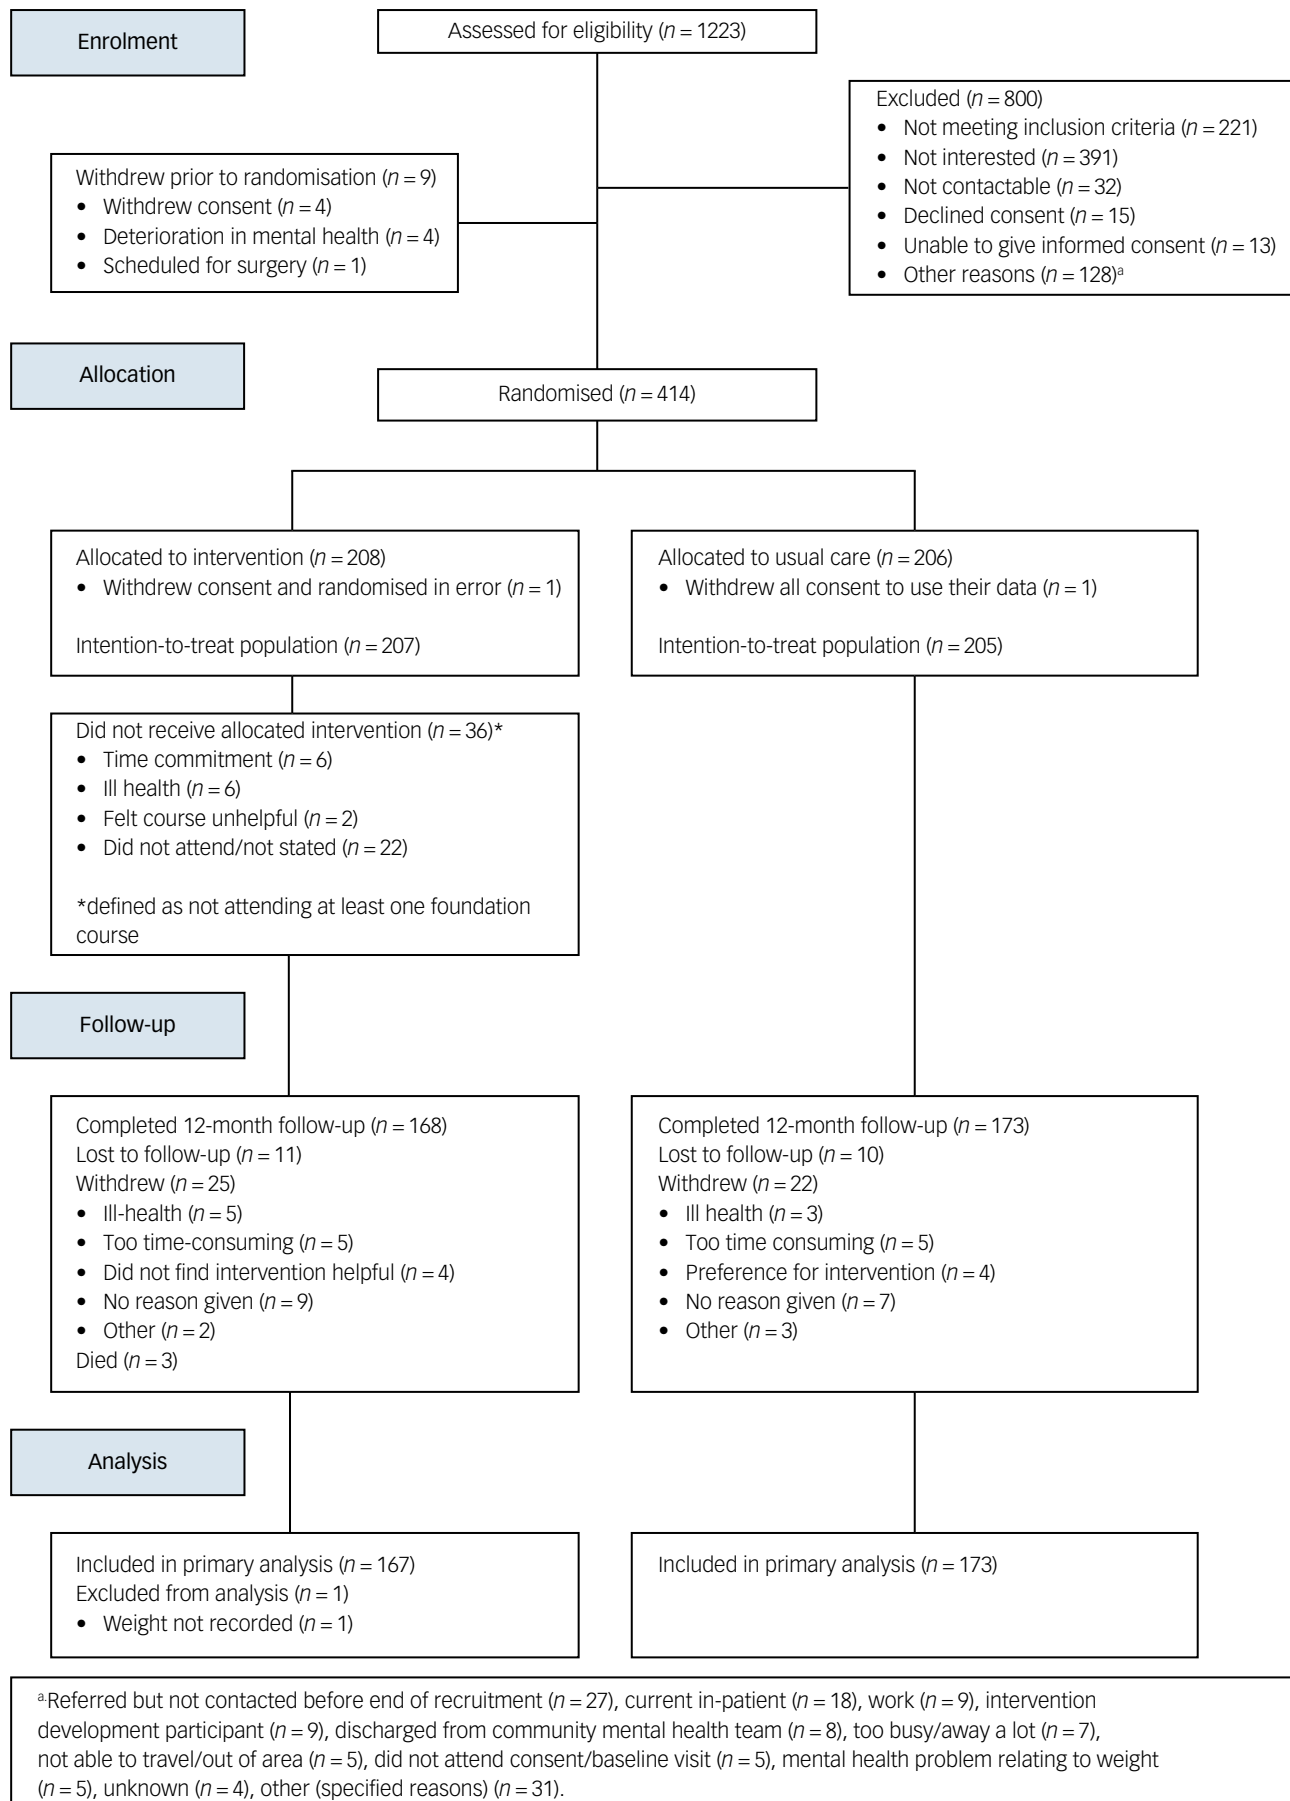 Enrolment
Assessed for eligibility (n = 1223)
Excluded (n = 800)
• Not meeting inclusion criteria (n = 221)
• Not interested (n = 391)
• Not contactable (n = 32)
• Declined consent (n = 15)
• Unable to give informed consent (n = 13)
• Other reasons (n = 128)a
Withdrew prior to randomisation (n = 9)
• Withdrew consent (n = 4)
• Deterioration in mental health (n = 4)
• Scheduled for surgery (n = 1)
Allocation
Randomised (n = 414)
Allocated to intervention (n = 208)
• Withdrew consent and randomised in error (n = 1)
Intention-to-treat population (n = 207)
Allocated to usual care (n = 206)
• Withdrew all consent to use their data (n = 1)
Intention-to-treat population (n = 205)
Did not receive allocated intervention (n = 36)*
• Time commitment (n = 6)
• Ill health (n = 6)
• Felt course unhelpful (n = 2)
• Did not attend/not stated (n = 22)
*defined as not attending at least one foundation
course
Follow-up
Completed 12-month follow-up (n = 168)
Lost to follow-up (n = 11)
Withdrew (n = 25)
• Ill-health (n = 5)
• Too time-consuming (n = 5)
• Did not find intervention helpful (n = 4)
• No reason given (n = 9)
• Other (n = 2)
Died (n = 3)
Completed 12-month follow-up (n = 173)
Lost to follow-up (n = 10)
Withdrew (n = 22)
• Ill health (n = 3)
• Too time consuming (n = 5)
• Preference for intervention (n = 4)
• No reason given (n = 7)
• Other (n = 3)
Analysis
Included in primary analysis (n = 167)
Excluded from analysis (n = 1)
• Weight not recorded (n = 1)
Included in primary analysis (n = 173)
a.Referred but not contacted before end of recruitment (n = 27), current in-patient (n = 18), work (n = 9), intervention
development participant (n = 9), discharged from community mental health team (n = 8), too busy/away a lot (n = 7),
not able to travel/out of area (n = 5), did not attend consent/baseline visit (n = 5), mental health problem relating to weight
(n = 5), unknown (n = 4), other (specified reasons) (n = 31).